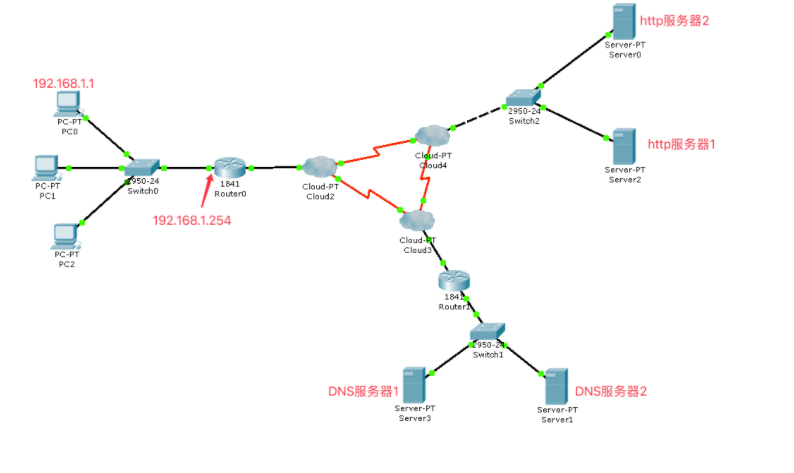 http服务器2
Server-PT
Server0
192.168.1.1
PC-PT
PC0
2950-24
Switch2
Cloud-PT
Cloud4
http服务器1
Server-PT
Server2
PC-PT
PC1
2950-24
Switch0
1841
Router0
Cloud-PT
Cloud2
192.168.1.254
PC-PT
PC2
Cloud-PT
Cloud3
1841
Router1
2950-24
Switch1
DNS服务器1
Server-PT
Server3
DNS服务器2
Server-PT
Server1